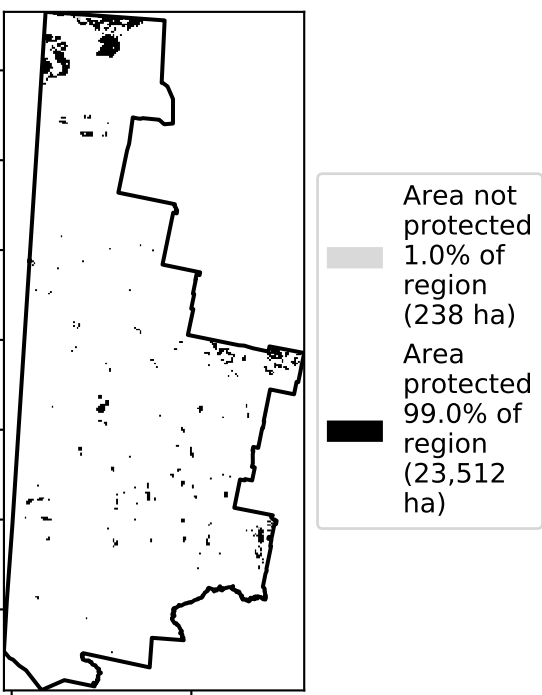 Area not
protected
1.0% of
region
(238 ha)
Area
protected
99.0% of
region
(23,512
ha)